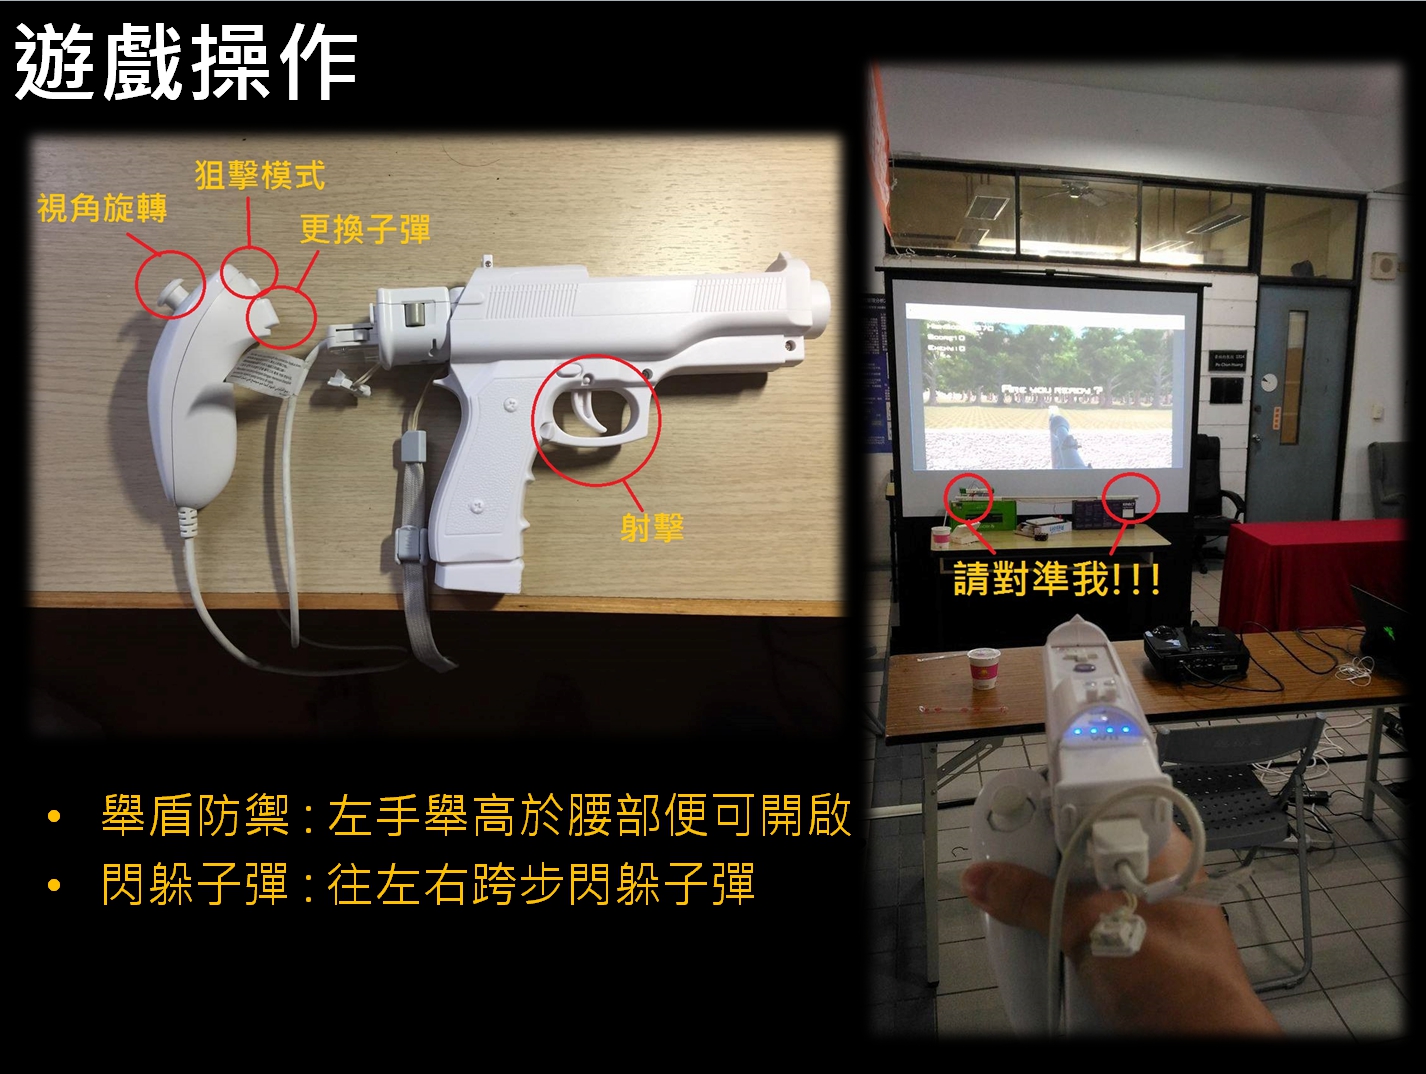 遊戲操作
狙擊模式
視角旋轉
更換子彈
射擊
ARE YOU READY ?
請對準我!!!
Wii
• 舉盾防禦 : 左手舉高於腰部便可開啟
• 閃躲子彈 : 往左右跨步閃躲子彈